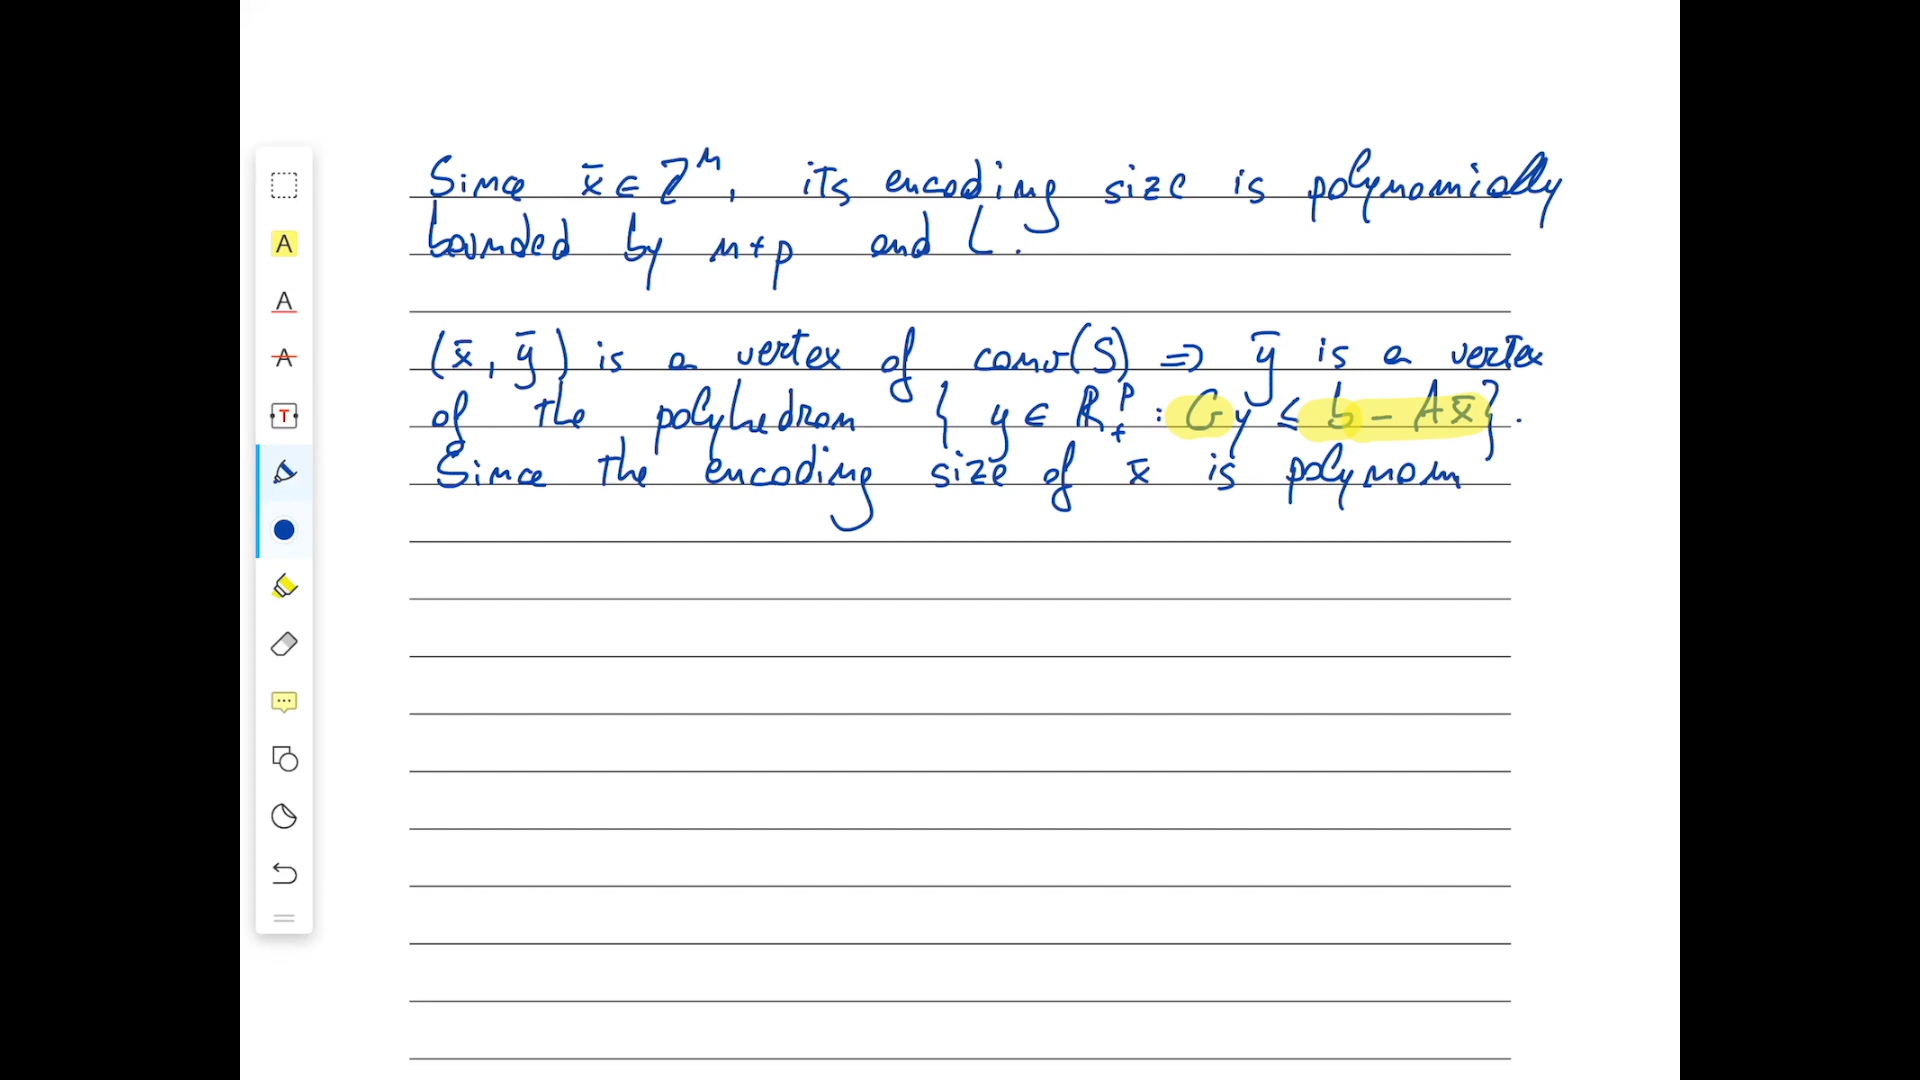 Since x̄ ∈ ℤⁿ, its encoding size is polynomially
bounded by n+p and L.
(x̄, ȳ) is a vertex of conv(S) ⇒ ȳ is a vertex
of the polyhedron { y ∈ ℝ₊ᵖ : Gy ≤ b - Ax̄}.
Since the encoding size of x̄ is polynom
A
A
A
T